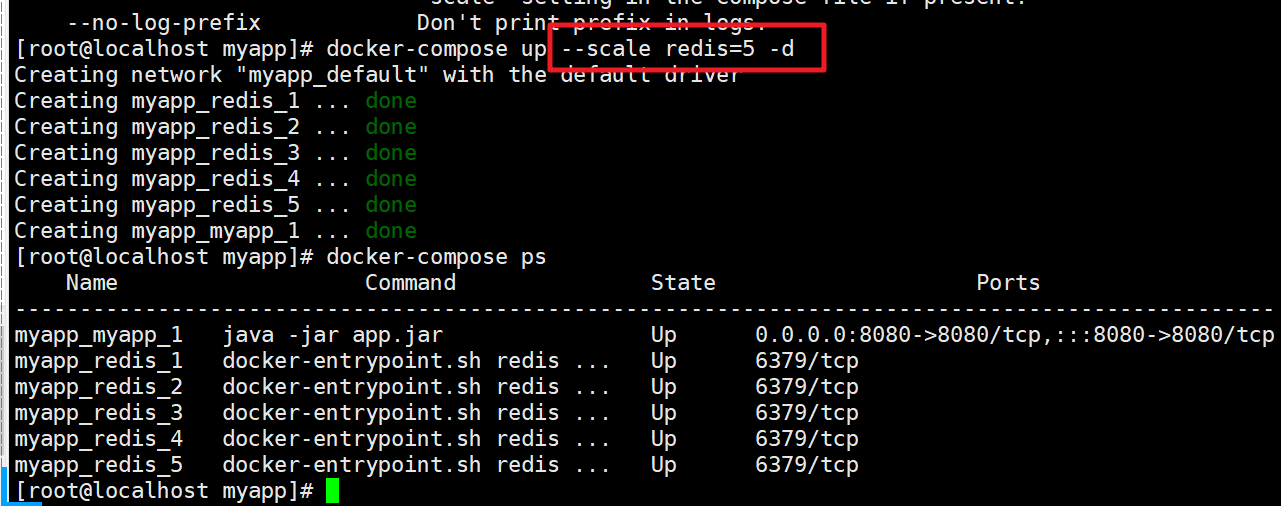 scale` setting in the Compose file if present.
--no-log-prefix Don't print prefix in logs.
[root@localhost myapp]# docker-compose up --scale redis=5 -d
Creating network "myapp_default" with the default driver
Creating myapp_redis_1 ... done
Creating myapp_redis_2 ... done
Creating myapp_redis_3 ... done
Creating myapp_redis_4 ... done
Creating myapp_redis_5 ... done
Creating myapp_myapp_1 ... done
[root@localhost myapp]# docker-compose ps
Name Command State Ports
-------------------------------------------------------------------------------------------------
myapp_myapp_1 java -jar app.jar Up 0.0.0.0:8080->8080/tcp,:::8080->8080/tcp
myapp_redis_1 docker-entrypoint.sh redis ... Up 6379/tcp
myapp_redis_2 docker-entrypoint.sh redis ... Up 6379/tcp
myapp_redis_3 docker-entrypoint.sh redis ... Up 6379/tcp
myapp_redis_4 docker-entrypoint.sh redis ... Up 6379/tcp
myapp_redis_5 docker-entrypoint.sh redis ... Up 6379/tcp
[root@localhost myapp]#